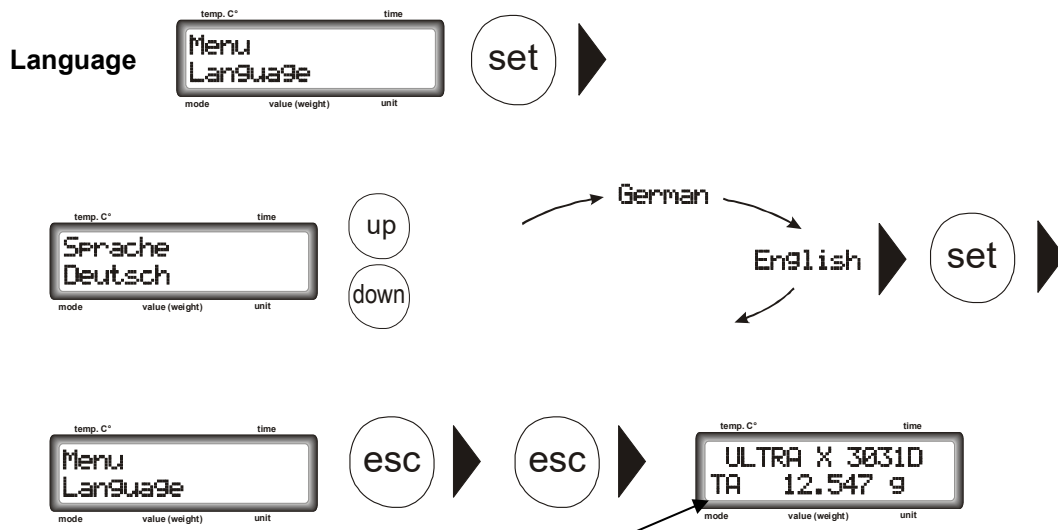 temp. C° time
Language
Menu
Language
set
mode value (weight) unit
German
temp. C° time
Sprache
Deutsch
up
down
English
set
mode value (weight) unit
temp. C° time
Menu
Language
esc
esc
mode value (weight) unit
temp. C° time
ULTRA X 3031D
TA 12.547 g
mode value (weight) unit